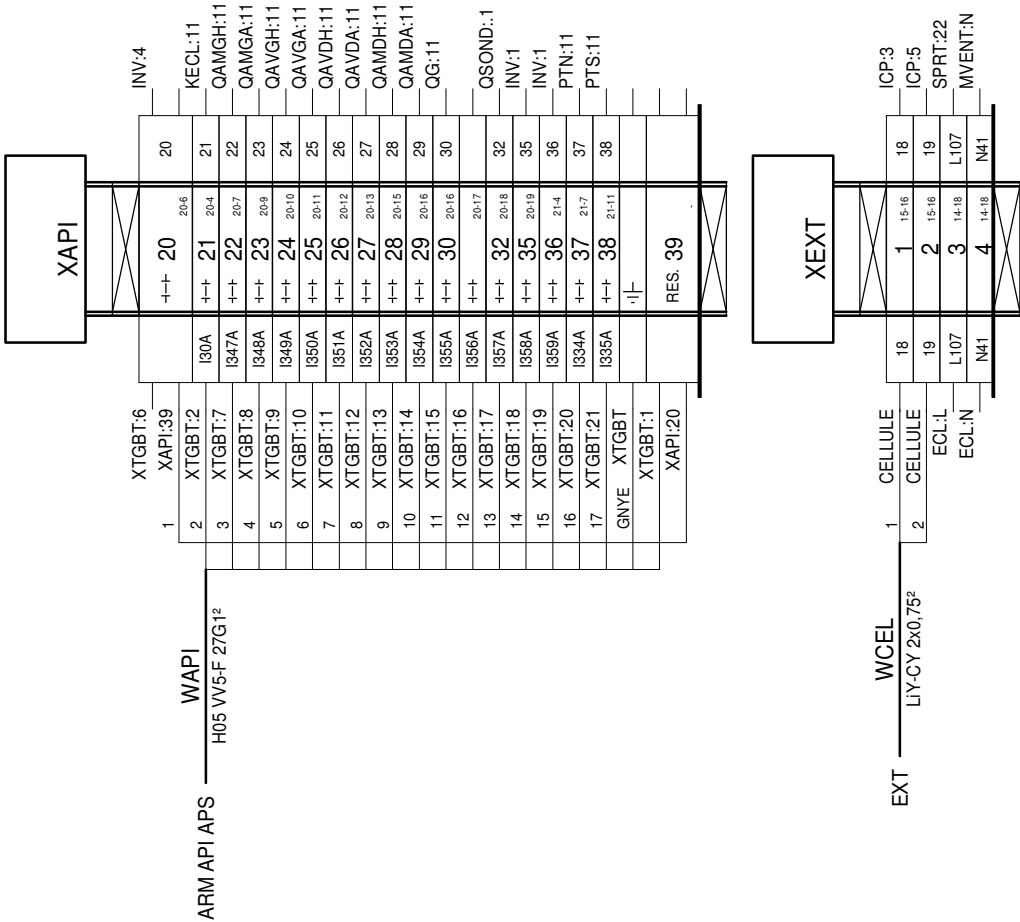 XAPI
XTGBT:6
INV:4
1 XAPI:39
20 20
20-6
2 XTGBT:2
KECL:11
I30A 21 20-4 21
3 XTGBT:7
QAMGH:11
I347A 22 20-7 22
4 XTGBT:8
QAMGA:11
I348A 23 20-9 23
5 XTGBT:9
QAVGH:11
I349A 24 20-10 24
6 XTGBT:10
QAVGA:11
I350A 25 20-11 25
7 XTGBT:11
QAVDH:11
I351A 26 20-12 26
8 XTGBT:12
QAVDA:11
I352A 27 20-13 27
9 XTGBT:13
QAMDH:11
I353A 28 20-15 28
10 XTGBT:14
QAMDA:11
I354A 29 20-16 29
11 XTGBT:15
QG:11
I355A 30 20-16 30
12 XTGBT:16
I356A 20-17
13 XTGBT:17
QSOND:.1
I357A 32 20-18 32
14 XTGBT:18
INV:1
I358A 35 20-19 35
15 XTGBT:19
INV:1
I359A 36 21-4 36
16 XTGBT:20
PTN:11
I334A 37 21-7 37
17 XTGBT:21
PTS:11
I335A 38 21-11 38
GNYE XTGBT
XTGBT:1
XAPI:20
RES. 39 -
WAPI
ARM API APS
H05 VV5-F 27G1²
XEXT
1 CELLULE
ICP:3
18 1 15-16 18
2 CELLULE
ICP:5
19 2 15-16 19
ECL:L
SPRT:22
L107 3 14-18 L107
ECL:N
MVENT:N
N41 4 14-18 N41
WCEL
EXT
LiY-CY 2x0,75²